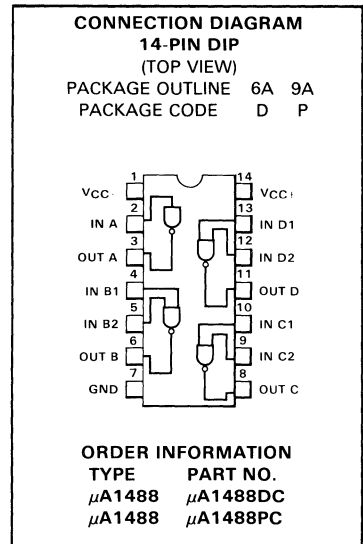 CONNECTION DIAGRAM
14-PIN DIP
(TOP VIEW)
PACKAGE OUTLINE 6A 9A
PACKAGE CODE D P
1 14
VCC- VCC+
2 13
IN A IN D1
3 12
OUT A IN D2
4 11
IN B1 OUT D
5 10
IN B2 IN C1
6 9
OUT B IN C2
7 8
GND OUT C
ORDER INFORMATION
TYPE PART NO.
μA1488 μA1488DC
μA1488 μA1488PC